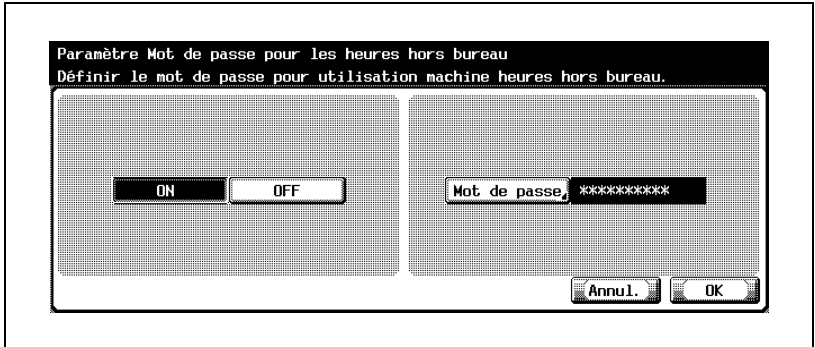 Paramètre Mot de passe pour les heures hors bureau
Définir le mot de passe pour utilisation machine heures hors bureau.
ON OFF Mot de passe **********
Annul. OK